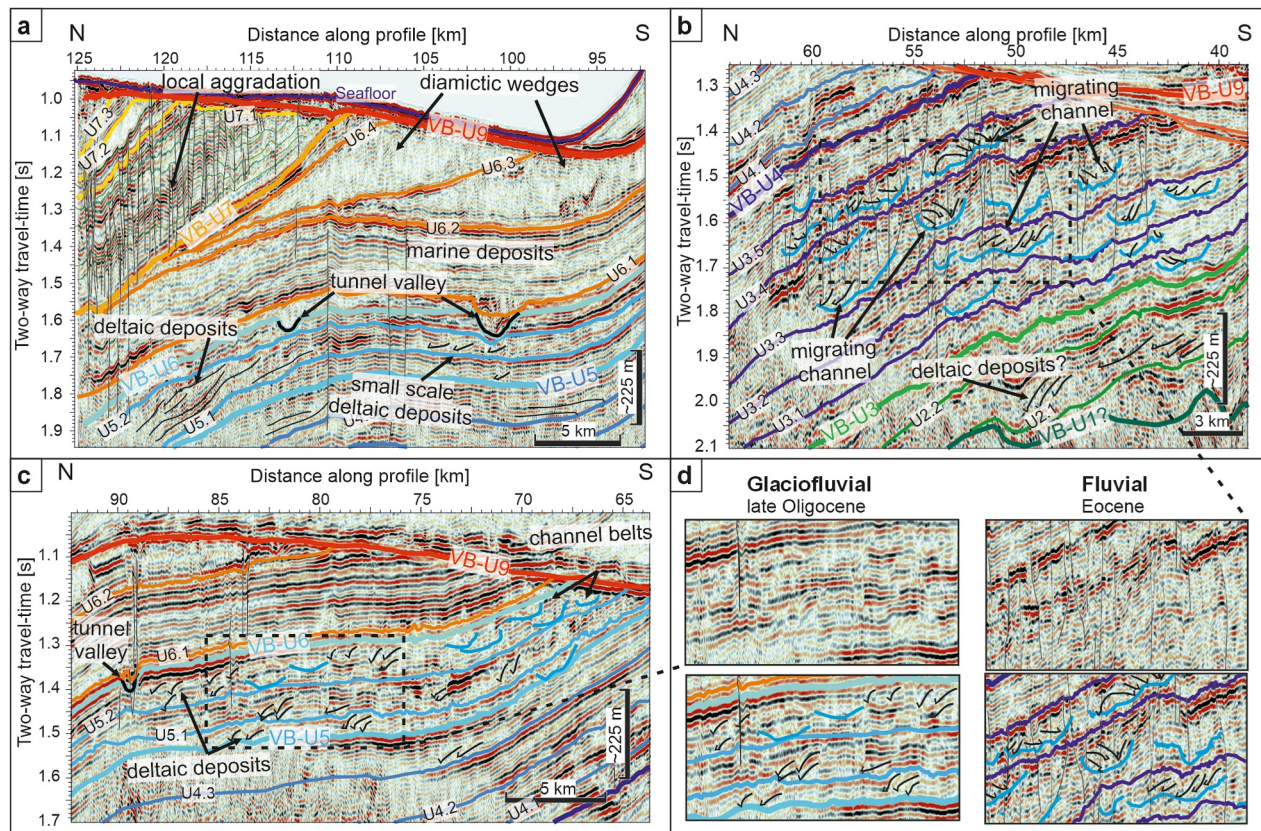 a
N
Distance along profile [km]
S
125 120 115 110 105 100 95
Two-way travel-time [s]
1.0
1.1
1.2
1.3
1.4
1.5
1.6
1.7
1.8
1.9
local aggradation
diamictic wedges
Seafloor
U7.3
U7.2
U7.1
U6.4
VB-U9
U6.3
VB-U7
U6.2
marine deposits
U6.1
tunnel valley
deltaic deposits
VB-U6
small scale
deltaic deposits
VB-U5
U5.2
U5.1
~225 m
5 km
b
N
Distance along profile [km]
S
60 55 50 45 40
Two-way travel-time [s]
1.3
1.4
1.5
1.6
1.7
1.8
1.9
2.0
2.1
U4.3
migrating
channel
VB-U9
U4.2
U4.1
VB-U4
U3.5
U3.4
U3.3
migrating
channel
deltaic deposits?
U3.2
U3.1
VB-U3
U2.2
U2.1
VB-U1?
~225 m
3 km
c
N
Distance along profile [km]
S
90 85 80 75 70 65
Two-way travel-time [s]
1.1
1.2
1.3
1.4
1.5
1.6
1.7
channel belts
VB-U9
U6.2
tunnel
valley
VB-U6
U6.1
U5.2
U5.1
VB-U5
deltaic deposits
U4.3
U4.2
U4.1
~225 m
5 km
d
Glaciofluvial
late Oligocene
Fluvial
Eocene